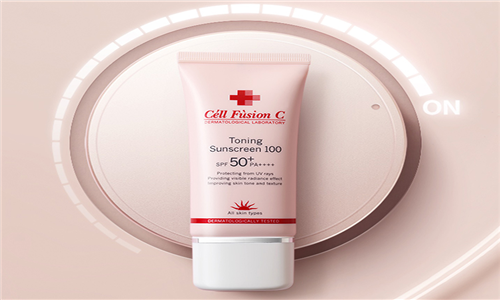 Cell Fusion C
DERMATOLOGICAL LABORATORY
Toning
Sunscreen 100
SPF 50+ PA++++
Protecting from UV rays
Providing visible radiance effect,
improving skin tone and texture
All skin types
DERMATOLOGICALLY TESTED
ON